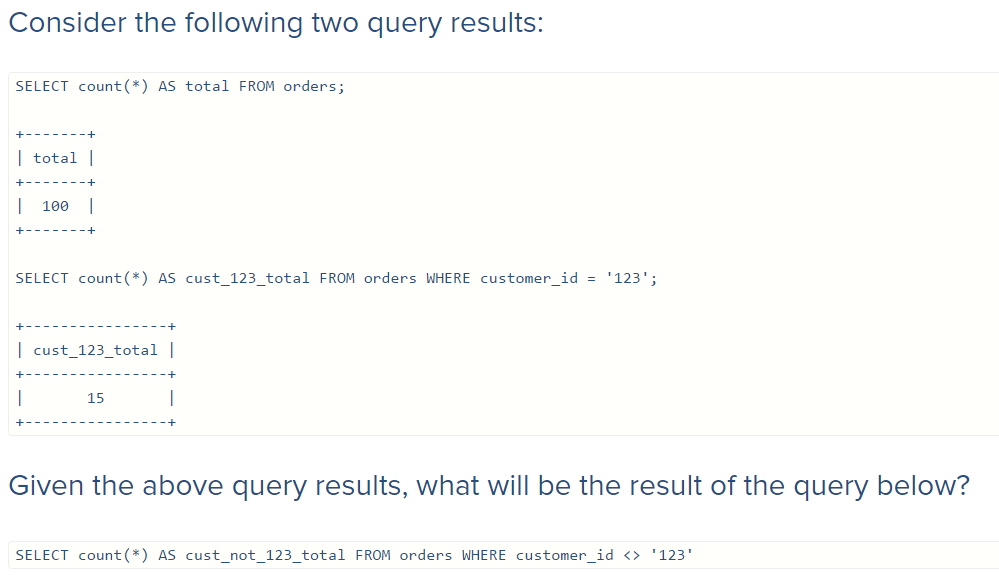 Consider the following two query results:
SELECT count(*) AS total FROM orders;
+-------+
| total |
+-------+
|  100  |
+-------+
SELECT count(*) AS cust_123_total FROM orders WHERE customer_id = '123';
+----------------+
| cust_123_total |
+----------------+
|       15       |
+----------------+
Given the above query results, what will be the result of the query below?
SELECT count(*) AS cust_not_123_total FROM orders WHERE customer_id <> '123'